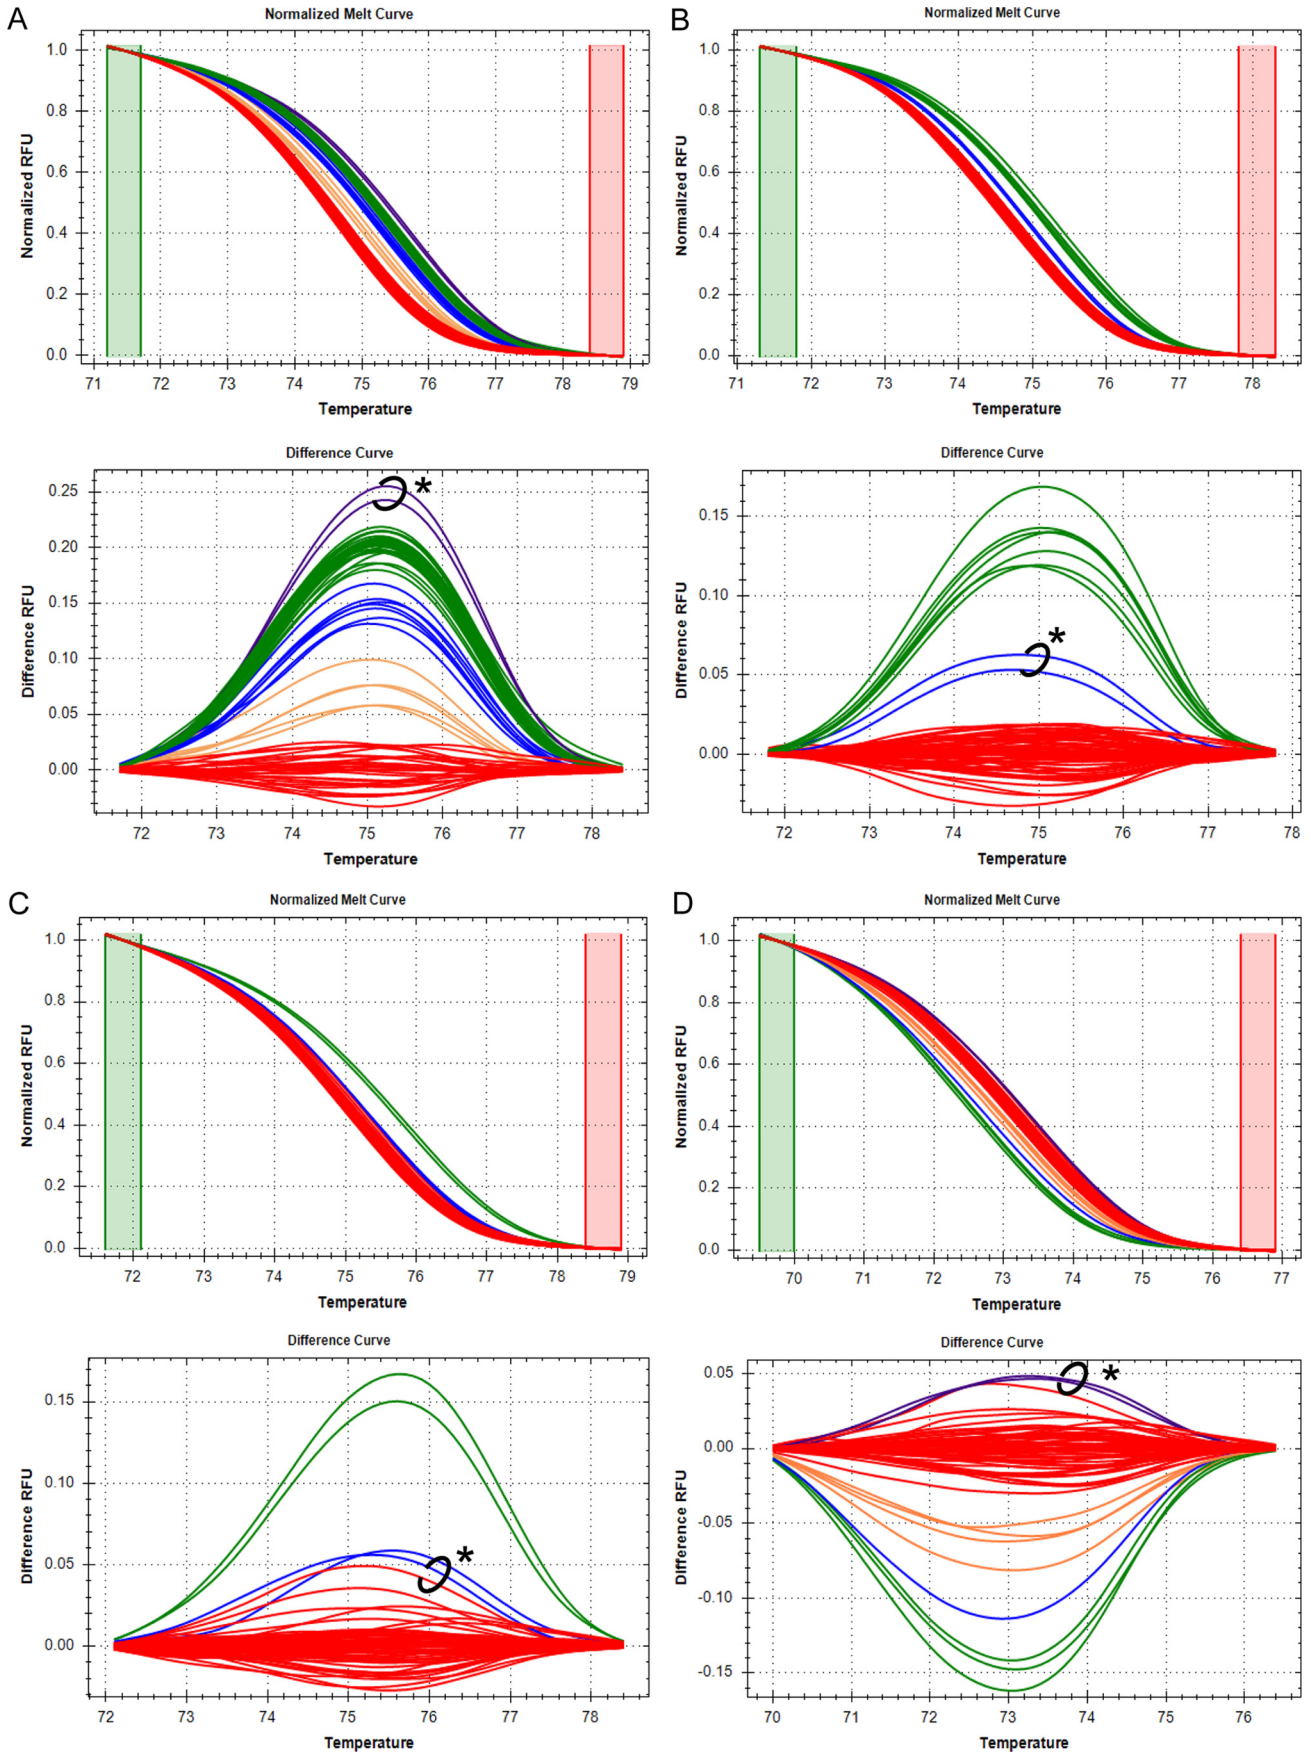 A
Normalized Melt Curve
1.0
0.8
0.6
0.4
0.2
0.0
Normalized RFU
71 72 73 74 75 76 77 78 79
Temperature
Difference Curve
0.25
0.20
0.15
0.10
0.05
0.00
Difference RFU
*
72 73 74 75 76 77 78
Temperature
B
Normalized Melt Curve
1.0
0.8
0.6
0.4
0.2
0.0
Normalized RFU
71 72 73 74 75 76 77 78
Temperature
Difference Curve
0.15
0.10
0.05
0.00
Difference RFU
*
72 73 74 75 76 77 78
Temperature
C
Normalized Melt Curve
1.0
0.8
0.6
0.4
0.2
0.0
Normalized RFU
72 73 74 75 76 77 78 79
Temperature
Difference Curve
0.15
0.10
0.05
0.00
Difference RFU
*
72 73 74 75 76 77 78
Temperature
D
Normalized Melt Curve
1.0
0.8
0.6
0.4
0.2
0.0
Normalized RFU
70 71 72 73 74 75 76 77
Temperature
Difference Curve
0.05
0.00
-0.05
-0.10
-0.15
Difference RFU
*
70 71 72 73 74 75 76
Temperature